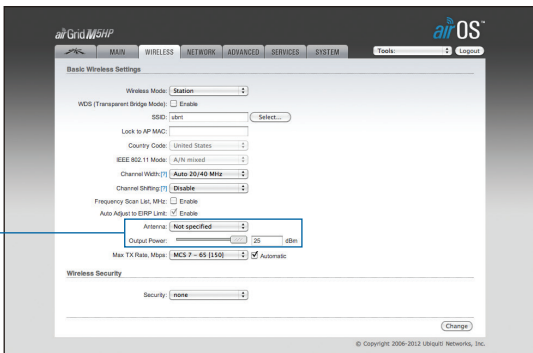 airGrid M5HP
airOS™
MAIN WIRELESS NETWORK ADVANCED SERVICES SYSTEM Tools: Logout
Basic Wireless Settings
Wireless Mode: Station
WDS (Transparent Bridge Mode): Enable
SSID: ubnt Select...
Lock to AP MAC:
Country Code: United States
IEEE 802.11 Mode: A/N mixed
Channel Width:[?] Auto 20/40 MHz
Channel Shifting:[?] Disable
Frequency Scan List, MHz: Enable
Auto Adjust to EIRP Limit: Enable
Antenna: Not specified
Output Power: 25 dBm
Max TX Rate, Mbps: MCS 7 - 65 [150] Automatic
Wireless Security
Security: none
Change
© Copyright 2006-2012 Ubiquiti Networks, Inc.